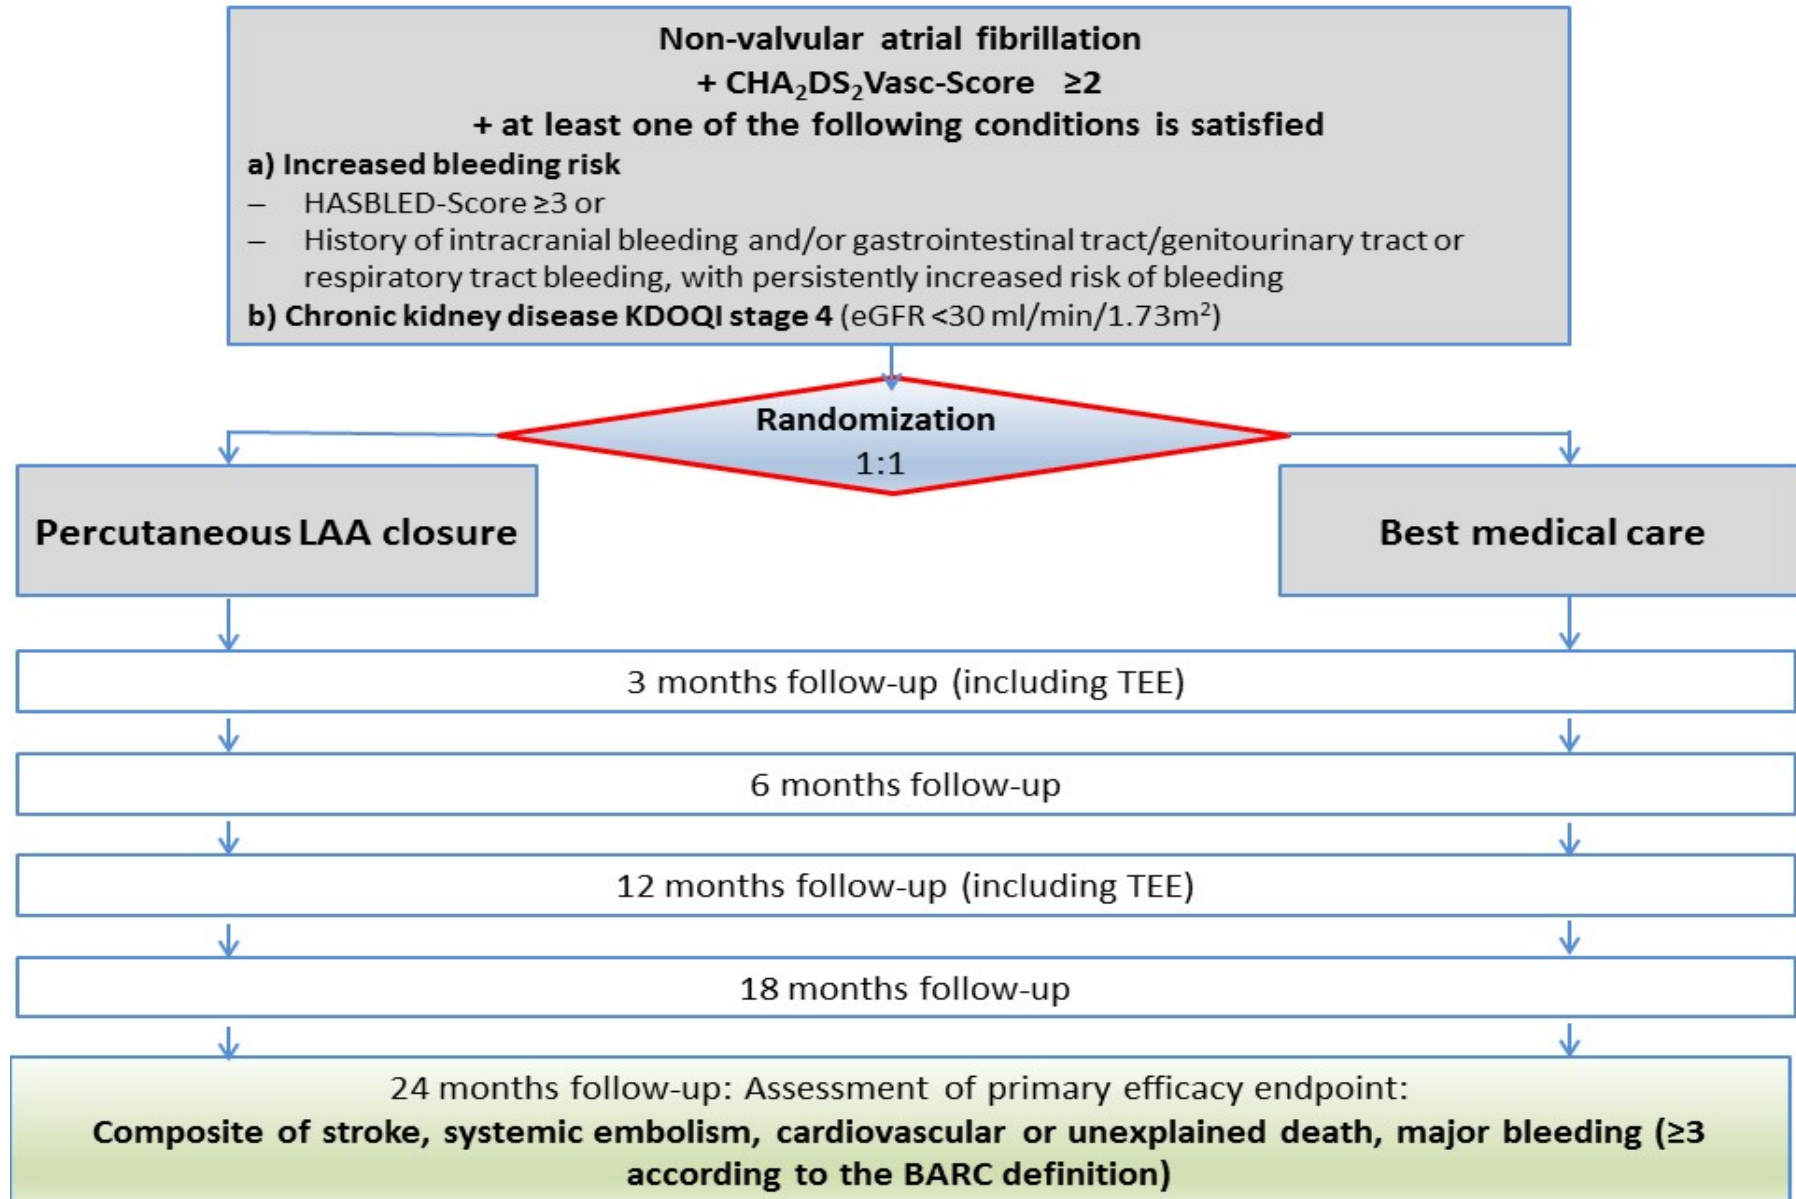 Non-valvular atrial fibrillation
+ CHA₂DS₂Vasc-Score ≥2
+ at least one of the following conditions is satisfied
a) Increased bleeding risk
– HASBLED-Score ≥3 or
– History of intracranial bleeding and/or gastrointestinal tract/genitourinary tract or
respiratory tract bleeding, with persistently increased risk of bleeding
b) Chronic kidney disease KDOQI stage 4 (eGFR <30 ml/min/1.73m²)
Randomization
1:1
Percutaneous LAA closure
Best medical care
3 months follow-up (including TEE)
6 months follow-up
12 months follow-up (including TEE)
18 months follow-up
24 months follow-up: Assessment of primary efficacy endpoint:
Composite of stroke, systemic embolism, cardiovascular or unexplained death, major bleeding (≥3
according to the BARC definition)